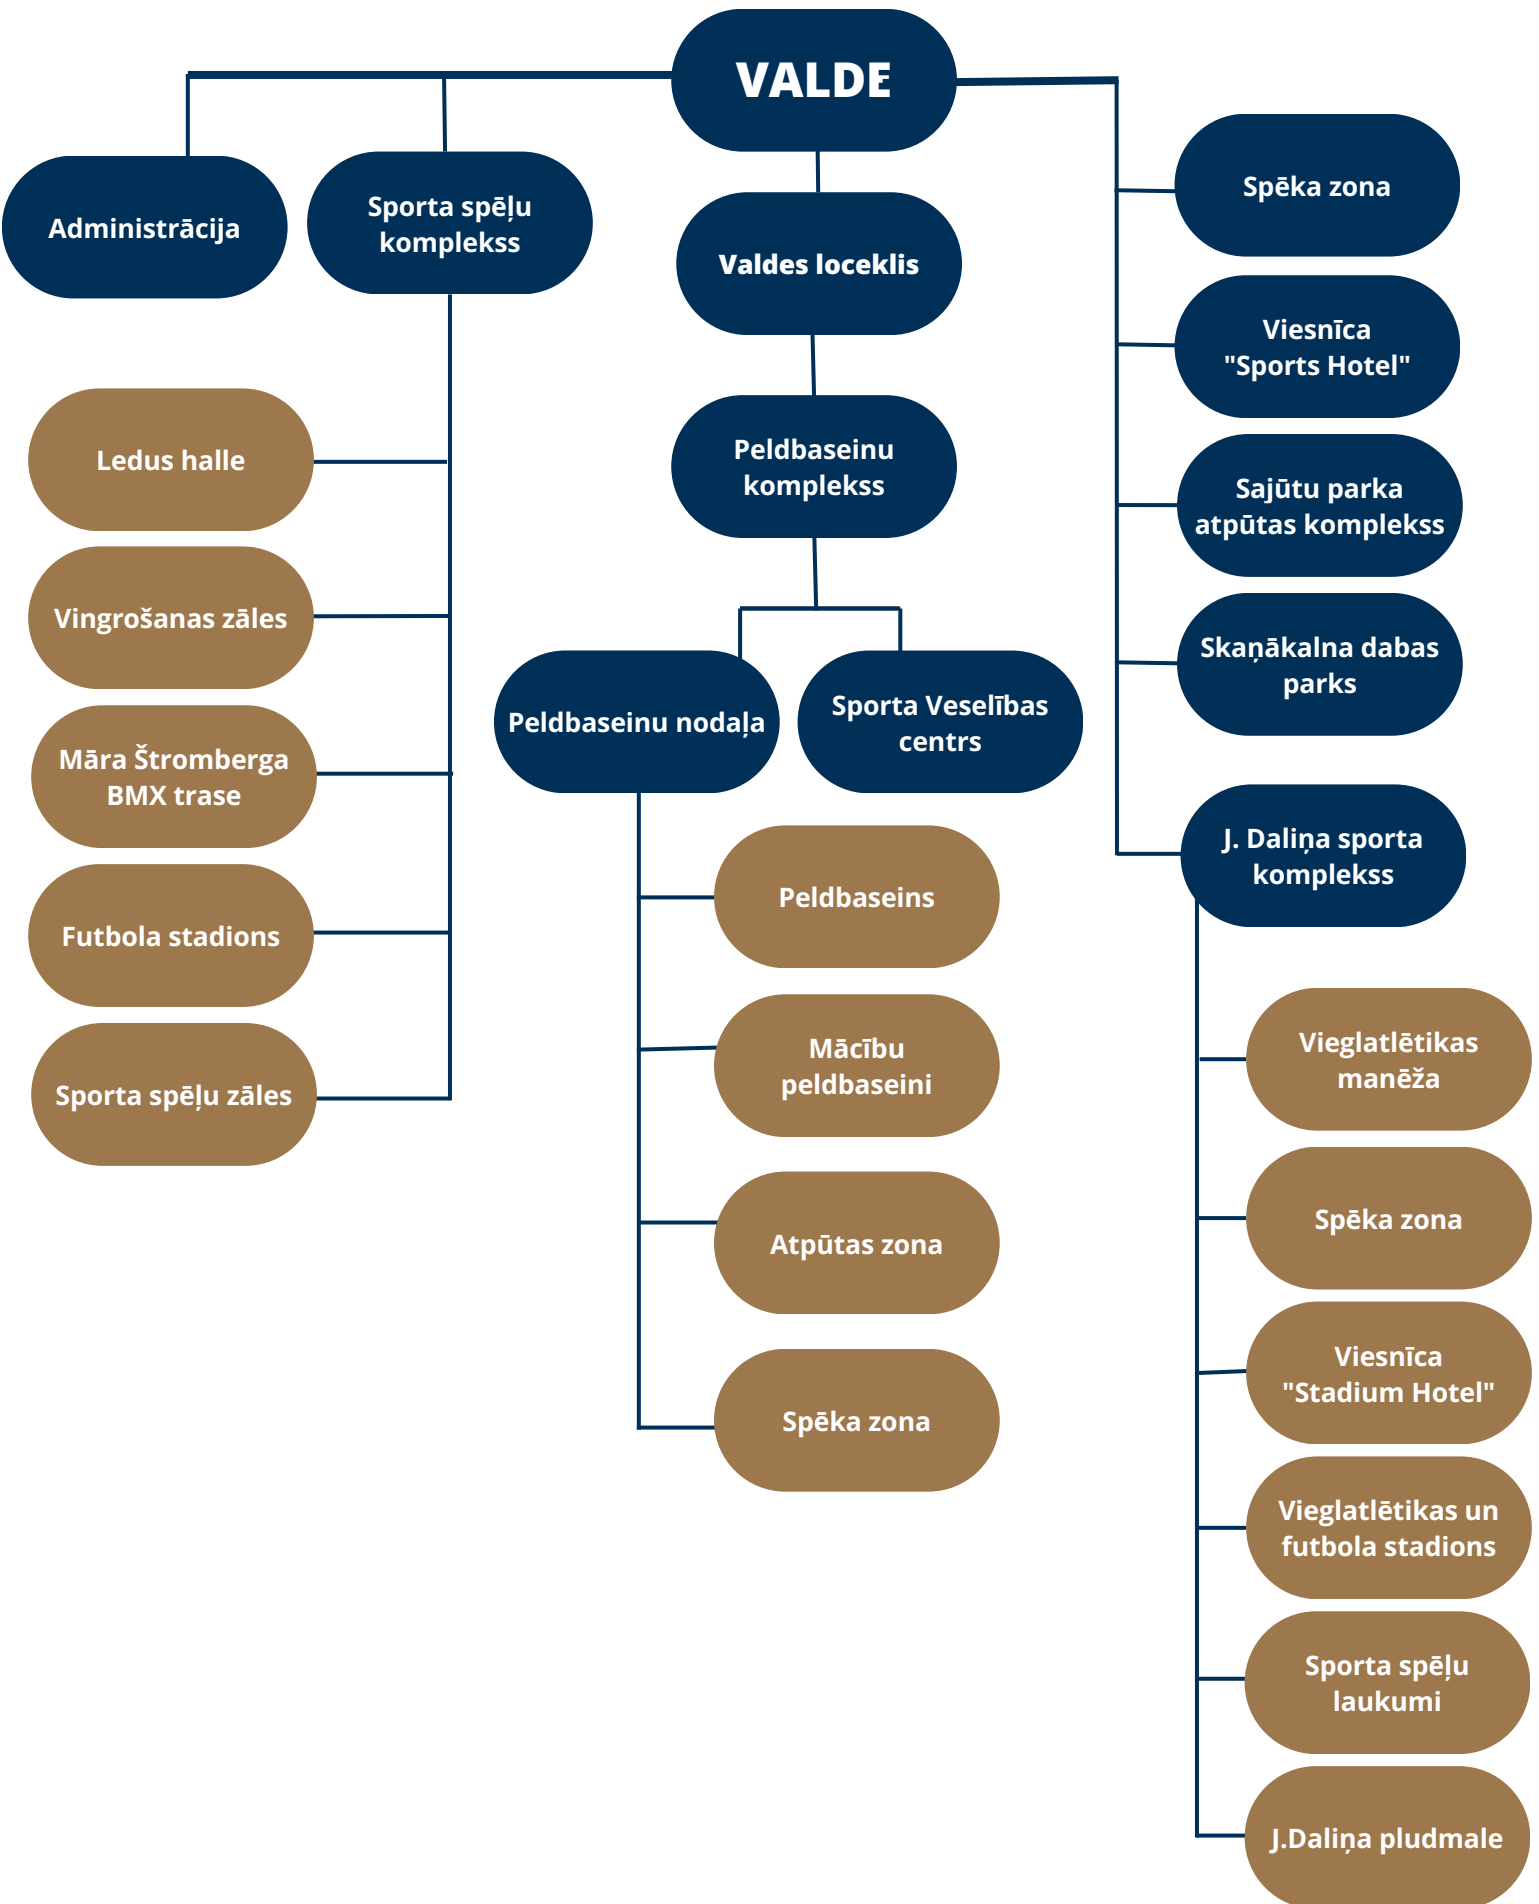 VALDE
Administrācija
Sporta spēļu
komplekss
Ledus halle
Vingrošanas zāles
Māra Štromberga
BMX trase
Futbola stadions
Sporta spēļu zāles
Valdes loceklis
Peldbaseinu
komplekss
Peldbaseinu nodaļa
Sporta Veselības
centrs
Peldbaseins
Mācību
peldbaseini
Atpūtas zona
Spēka zona
Spēka zona
Viesnīca
"Sports Hotel"
Sajūtu parka
atpūtas komplekss
Skaņākalna dabas
parks
J. Daliņa sporta
komplekss
Vieglatlētikas
manēža
Spēka zona
Viesnīca
"Stadium Hotel"
Vieglatlētikas un
futbola stadions
Sporta spēļu
laukumi
J.Daliņa pludmale